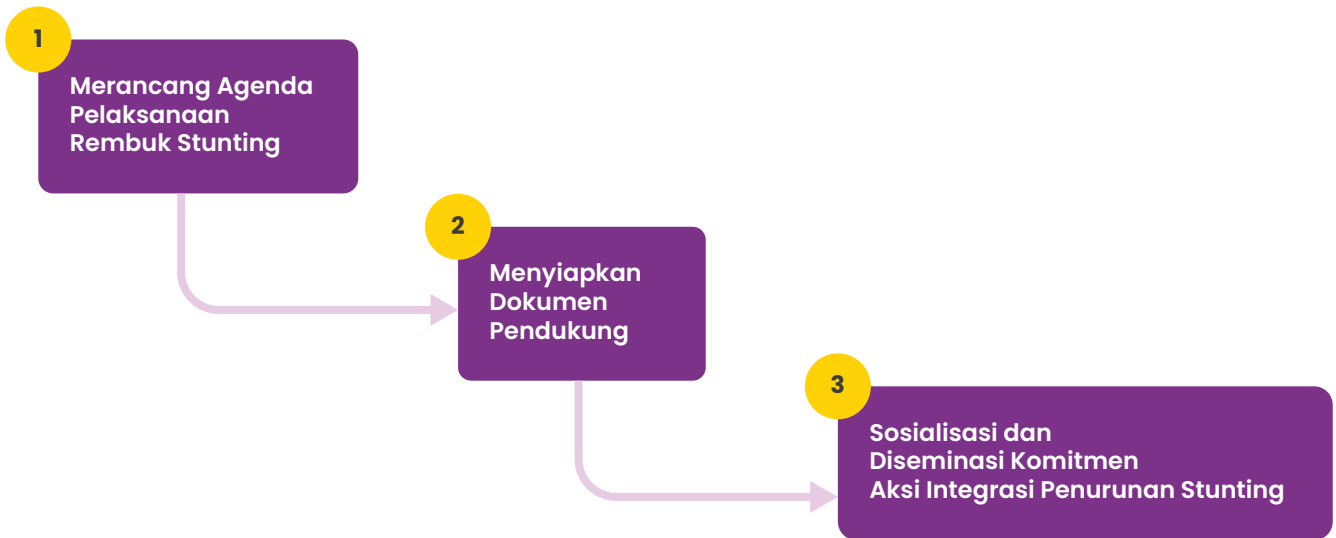 1
Merancang Agenda
Pelaksanaan
Rembuk Stunting
2
Menyiapkan
Dokumen
Pendukung
3
Sosialisasi dan
Diseminasi Komitmen
Aksi Integrasi Penurunan Stunting